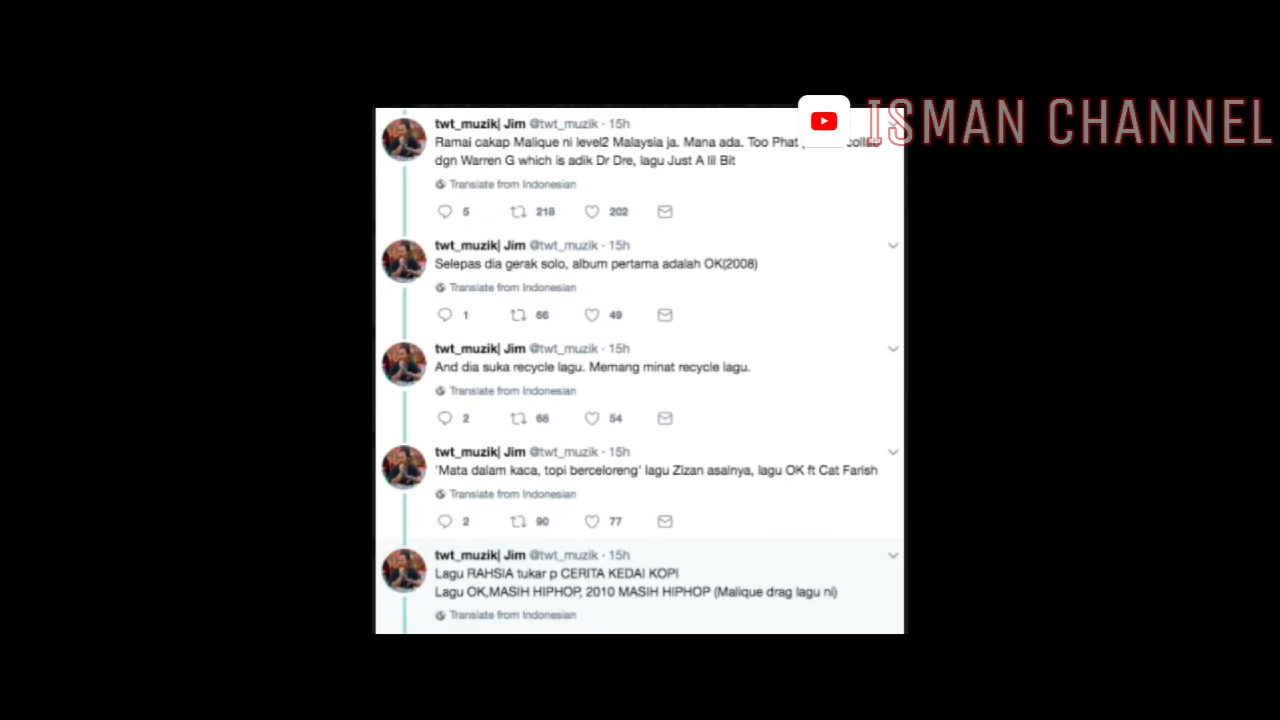 ISMAN CHANNEL
twt_muzik| Jim @twt_muzik · 15h
Ramai cakap Malique ni level2 Malaysia ja. Mana ada. Too Phat collab
dgn Warren G which is adik Dr Dre, lagu Just A lil Bit
Translate from Indonesian
5 218 202
twt_muzik| Jim @twt_muzik · 15h
Selepas dia gerak solo, album pertama adalah OK(2008)
Translate from Indonesian
1 66 49
twt_muzik| Jim @twt_muzik · 15h
And dia suka recycle lagu. Memang minat recycle lagu.
Translate from Indonesian
2 68 54
twt_muzik| Jim @twt_muzik · 15h
'Mata dalam kaca, topi berceloreng' lagu Zizan asalnya, lagu OK ft Cat Farish
Translate from Indonesian
2 90 77
twt_muzik| Jim @twt_muzik · 15h
Lagu RAHSIA tukar p CERITA KEDAI KOPI
Lagu OK,MASIH HIPHOP, 2010 MASIH HIPHOP (Malique drag lagu ni)
Translate from Indonesian